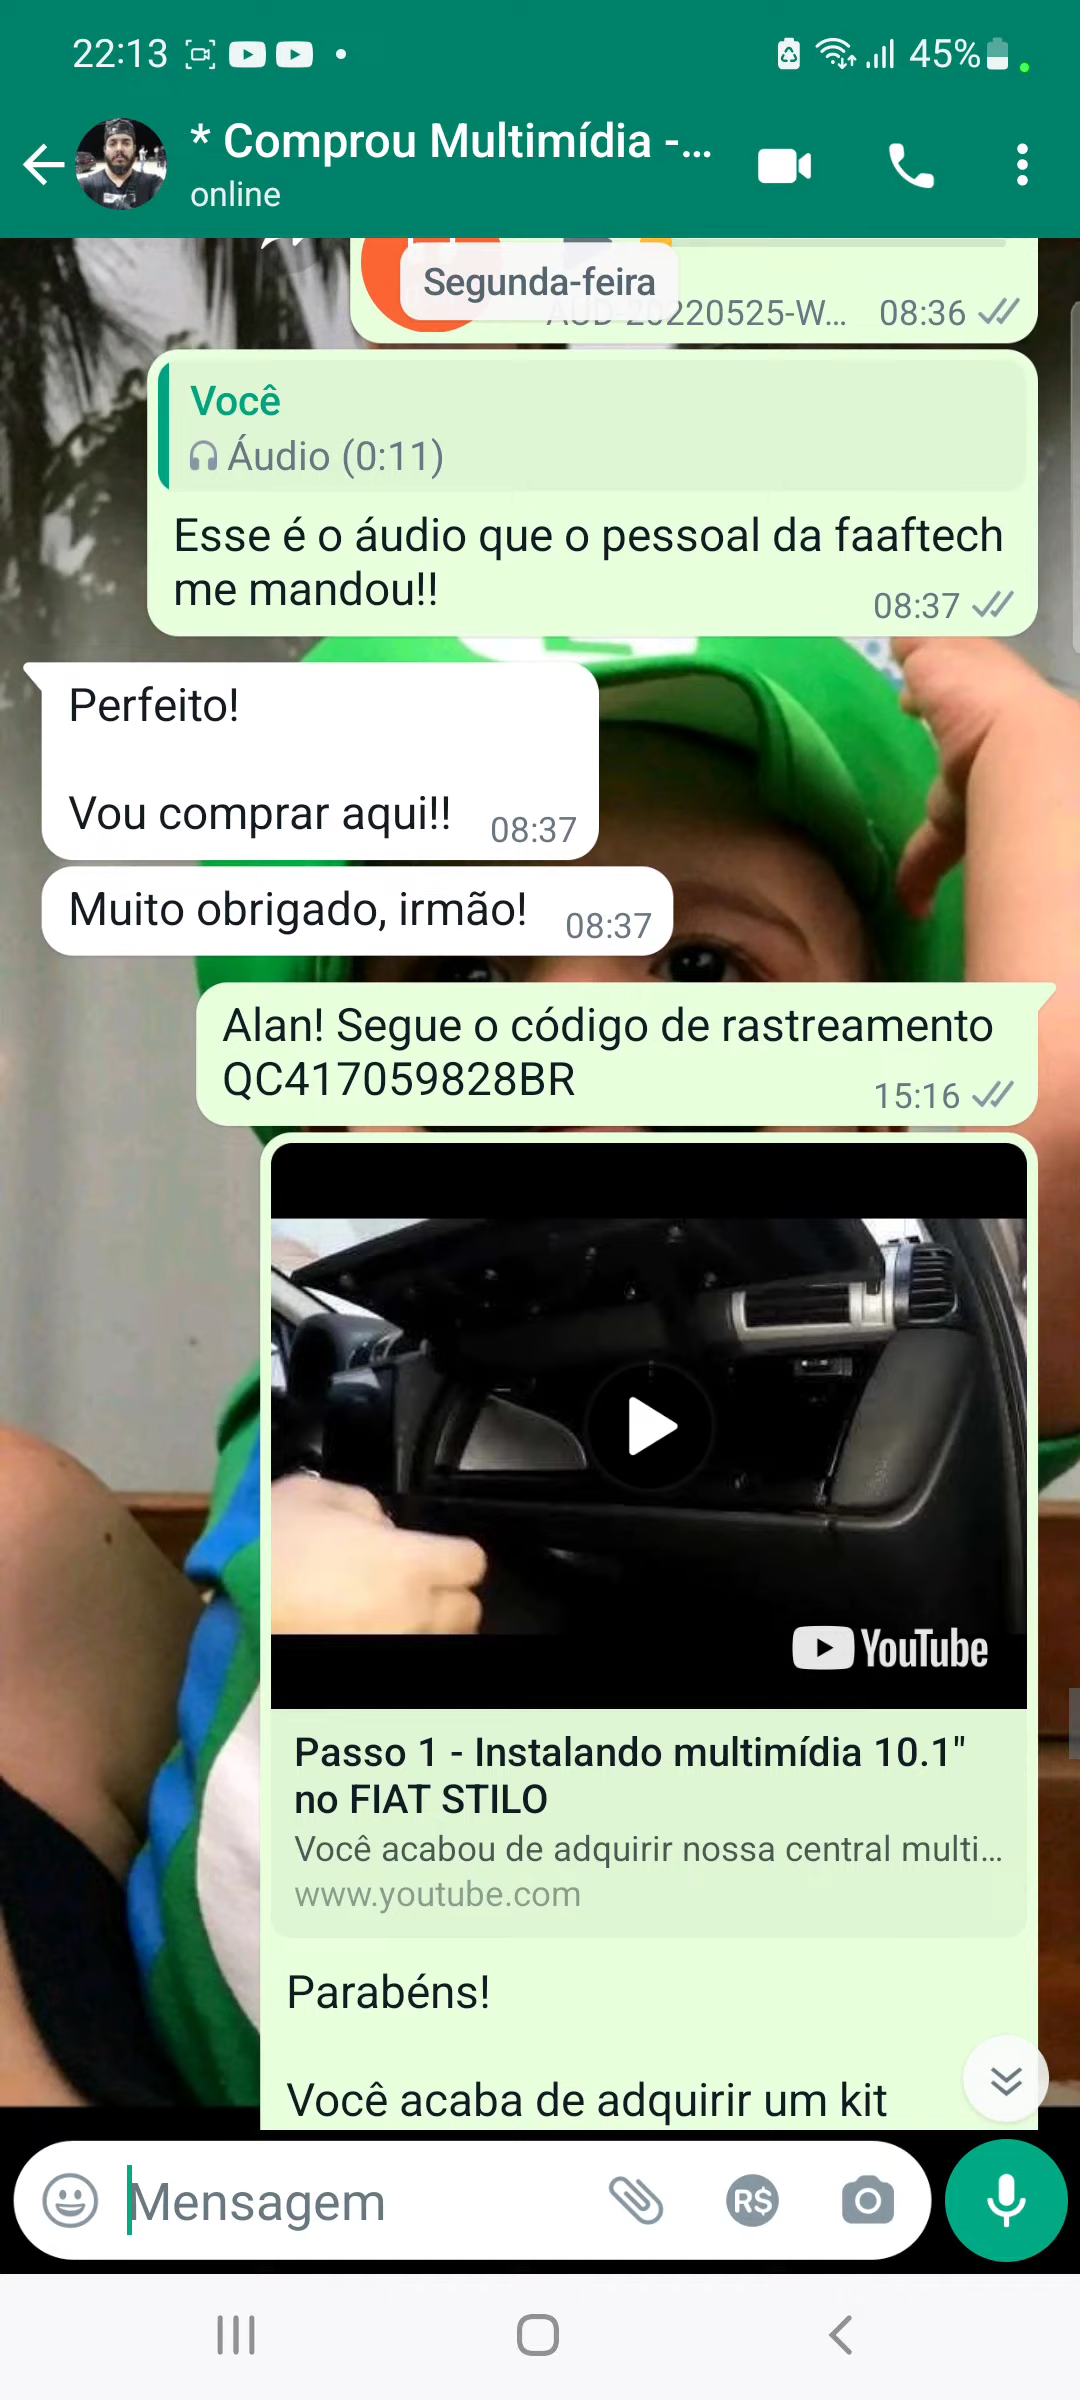 22:13
45%
* Comprou Multimídia -...
online
Segunda-feira
AUD-20220525-W... 08:36
Você
Áudio (0:11)
Esse é o áudio que o pessoal da faaftech
me mandou!!
08:37
Perfeito!
Vou comprar aqui!!
08:37
Muito obrigado, irmão!
08:37
Alan! Segue o código de rastreamento
QC417059828BR
15:16
YouTube
Passo 1 - Instalando multimídia 10.1"
no FIAT STILO
Você acabou de adquirir nossa central multi...
www.youtube.com
Parabéns!
Você acaba de adquirir um kit
Mensagem
R$